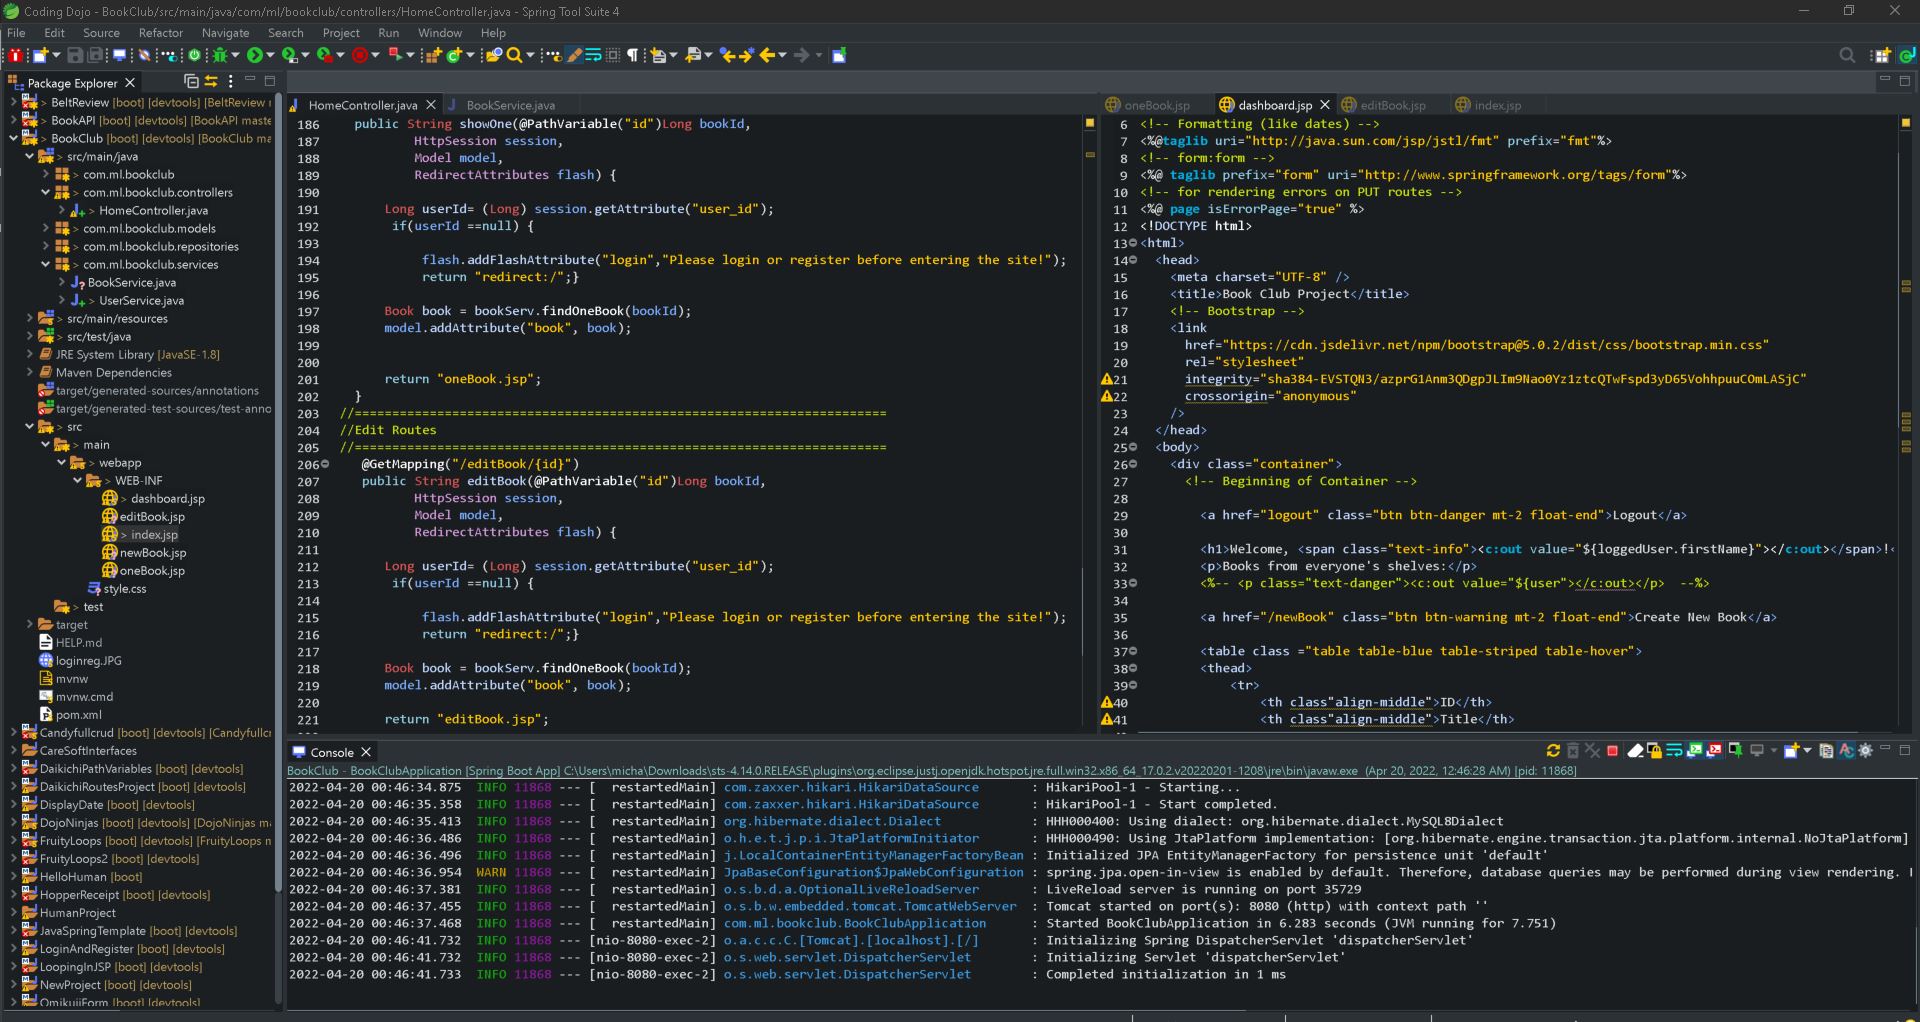 Coding Dojo - BookClub/src/main/java/com/ml/bookclub/controllers/HomeController.java - Spring Tool Suite 4
File Edit Source Refactor Navigate Search Project Run Window Help
Package Explorer
BeltReview [boot] [devtools] [BeltReview
BookAPI [boot] [devtools] [BookAPI maste
BookClub [boot] [devtools] [BookClub ma
> src/main/java
> com.ml.bookclub
> com.ml.bookclub.controllers
> HomeController.java
> com.ml.bookclub.models
> com.ml.bookclub.repositories
> com.ml.bookclub.services
BookService.java
> UserService.java
> src/main/resources
> src/test/java
JRE System Library [JavaSE-1.8]
Maven Dependencies
target/generated-sources/annotations
target/generated-test-sources/test-anno
> src
> main
> webapp
> WEB-INF
> dashboard.jsp
editBook.jsp
> index.jsp
newBook.jsp
oneBook.jsp
style.css
> test
target
HELP.md
loginreg.JPG
mvnw
mvnw.cmd
pom.xml
Candyfullcrud [boot] [devtools] [Candyfullcr
CareSoftInterfaces
DaikichiPathVariables [boot] [devtools]
DaikichiRoutesProject [boot] [devtools]
DisplayDate [boot] [devtools]
DojoNinjas [boot] [devtools] [DojoNinjas ma
FruityLoops [boot] [devtools] [FruityLoops m
FruityLoops2 [boot] [devtools]
HelloHuman [boot]
HopperReceipt [boot] [devtools]
HumanProject
JavaSpringTemplate [boot] [devtools]
LoginAndRegister [boot] [devtools]
LoopingInJSP [boot] [devtools]
NewProject [boot] [devtools]
OmikujiForm [boot] [devtools]
HomeController.java BookService.java
186 public String showOne(@PathVariable("id")Long bookId,
187 HttpSession session,
188 Model model,
189 RedirectAttributes flash) {
190
191 Long userId= (Long) session.getAttribute("user_id");
192 if(userId ==null) {
193
194 flash.addFlashAttribute("login","Please login or register before entering the site!");
195 return "redirect:/";}
196
197 Book book = bookServ.findOneBook(bookId);
198 model.addAttribute("book", book);
199
200
201 return "oneBook.jsp";
202 }
203 //=======================================================================
204 //Edit Routes
205 //=======================================================================
206 @GetMapping("/editBook/{id}")
207 public String editBook(@PathVariable("id")Long bookId,
208 HttpSession session,
209 Model model,
210 RedirectAttributes flash) {
211
212 Long userId= (Long) session.getAttribute("user_id");
213 if(userId ==null) {
214
215 flash.addFlashAttribute("login","Please login or register before entering the site!");
216 return "redirect:/";}
217
218 Book book = bookServ.findOneBook(bookId);
219 model.addAttribute("book", book);
220
221 return "editBook.jsp";
oneBook.jsp dashboard.jsp editBook.jsp index.jsp
6 <!-- Formatting (like dates) -->
7 <%@taglib uri="http://java.sun.com/jsp/jstl/fmt" prefix="fmt"%>
8 <!-- form:form -->
9 <%@ taglib prefix="form" uri="http://www.springframework.org/tags/form"%>
10 <!-- for rendering errors on PUT routes -->
11 <%@ page isErrorPage="true" %>
12 <!DOCTYPE html>
13 <html>
14 <head>
15 <meta charset="UTF-8" />
16 <title>Book Club Project</title>
17 <!-- Bootstrap -->
18 <link
19 href="https://cdn.jsdelivr.net/npm/bootstrap@5.0.2/dist/css/bootstrap.min.css"
20 rel="stylesheet"
21 integrity="sha384-EVSTQN3/azprG1Anm3QDgpJLIm9Nao0Yz1ztcQTwFspd3yD65VohhpuuCOmLASjC"
22 crossorigin="anonymous"
23 />
24 </head>
25 <body>
26 <div class="container">
27 <!-- Beginning of Container -->
28
29 <a href="logout" class="btn btn-danger mt-2 float-end">Logout</a>
30
31 <h1>Welcome, <span class="text-info"><c:out value="${loggedUser.firstName}"></c:out></span>!<
32 <p>Books from everyone's shelves:</p>
33 <%-- <p class="text-danger"><c:out value="${user"></c:out></p> --%>
34
35 <a href="/newBook" class="btn btn-warning mt-2 float-end">Create New Book</a>
36
37 <table class ="table table-blue table-striped table-hover">
38 <thead>
39 <tr>
40 <th class"align-middle">ID</th>
41 <th class"align-middle">Title</th>
Console
BookClub - BookClubApplication [Spring Boot App] C:\Users\micha\Downloads\sts-4.14.0.RELEASE\plugins\org.eclipse.justj.openjdk.hotspot.jre.full.win32.x86_64_17.0.2.v20220201-1208\jre\bin\javaw.exe (Apr 20, 2022, 12:46:28 AM) [pid: 11868]
2022-04-20 00:46:34.875 INFO 11868 --- [ restartedMain] com.zaxxer.hikari.HikariDataSource : HikariPool-1 - Starting...
2022-04-20 00:46:35.358 INFO 11868 --- [ restartedMain] com.zaxxer.hikari.HikariDataSource : HikariPool-1 - Start completed.
2022-04-20 00:46:35.413 INFO 11868 --- [ restartedMain] org.hibernate.dialect.Dialect : HHH000400: Using dialect: org.hibernate.dialect.MySQL8Dialect
2022-04-20 00:46:36.486 INFO 11868 --- [ restartedMain] o.h.e.t.j.p.i.JtaPlatformInitiator : HHH000490: Using JtaPlatform implementation: [org.hibernate.engine.transaction.jta.platform.internal.NoJtaPlatform]
2022-04-20 00:46:36.496 INFO 11868 --- [ restartedMain] j.LocalContainerEntityManagerFactoryBean : Initialized JPA EntityManagerFactory for persistence unit 'default'
2022-04-20 00:46:36.954 WARN 11868 --- [ restartedMain] JpaBaseConfiguration$JpaWebConfiguration : spring.jpa.open-in-view is enabled by default. Therefore, database queries may be performed during view rendering.
2022-04-20 00:46:37.381 INFO 11868 --- [ restartedMain] o.s.b.d.a.OptionalLiveReloadServer : LiveReload server is running on port 35729
2022-04-20 00:46:37.455 INFO 11868 --- [ restartedMain] o.s.b.w.embedded.tomcat.TomcatWebServer : Tomcat started on port(s): 8080 (http) with context path ''
2022-04-20 00:46:37.468 INFO 11868 --- [ restartedMain] com.ml.bookclub.BookClubApplication : Started BookClubApplication in 6.283 seconds (JVM running for 7.751)
2022-04-20 00:46:41.732 INFO 11868 --- [nio-8080-exec-2] o.a.c.c.C.[Tomcat].[localhost].[/] : Initializing Spring DispatcherServlet 'dispatcherServlet'
2022-04-20 00:46:41.732 INFO 11868 --- [nio-8080-exec-2] o.s.web.servlet.DispatcherServlet : Initializing Servlet 'dispatcherServlet'
2022-04-20 00:46:41.733 INFO 11868 --- [nio-8080-exec-2] o.s.web.servlet.DispatcherServlet : Completed initialization in 1 ms